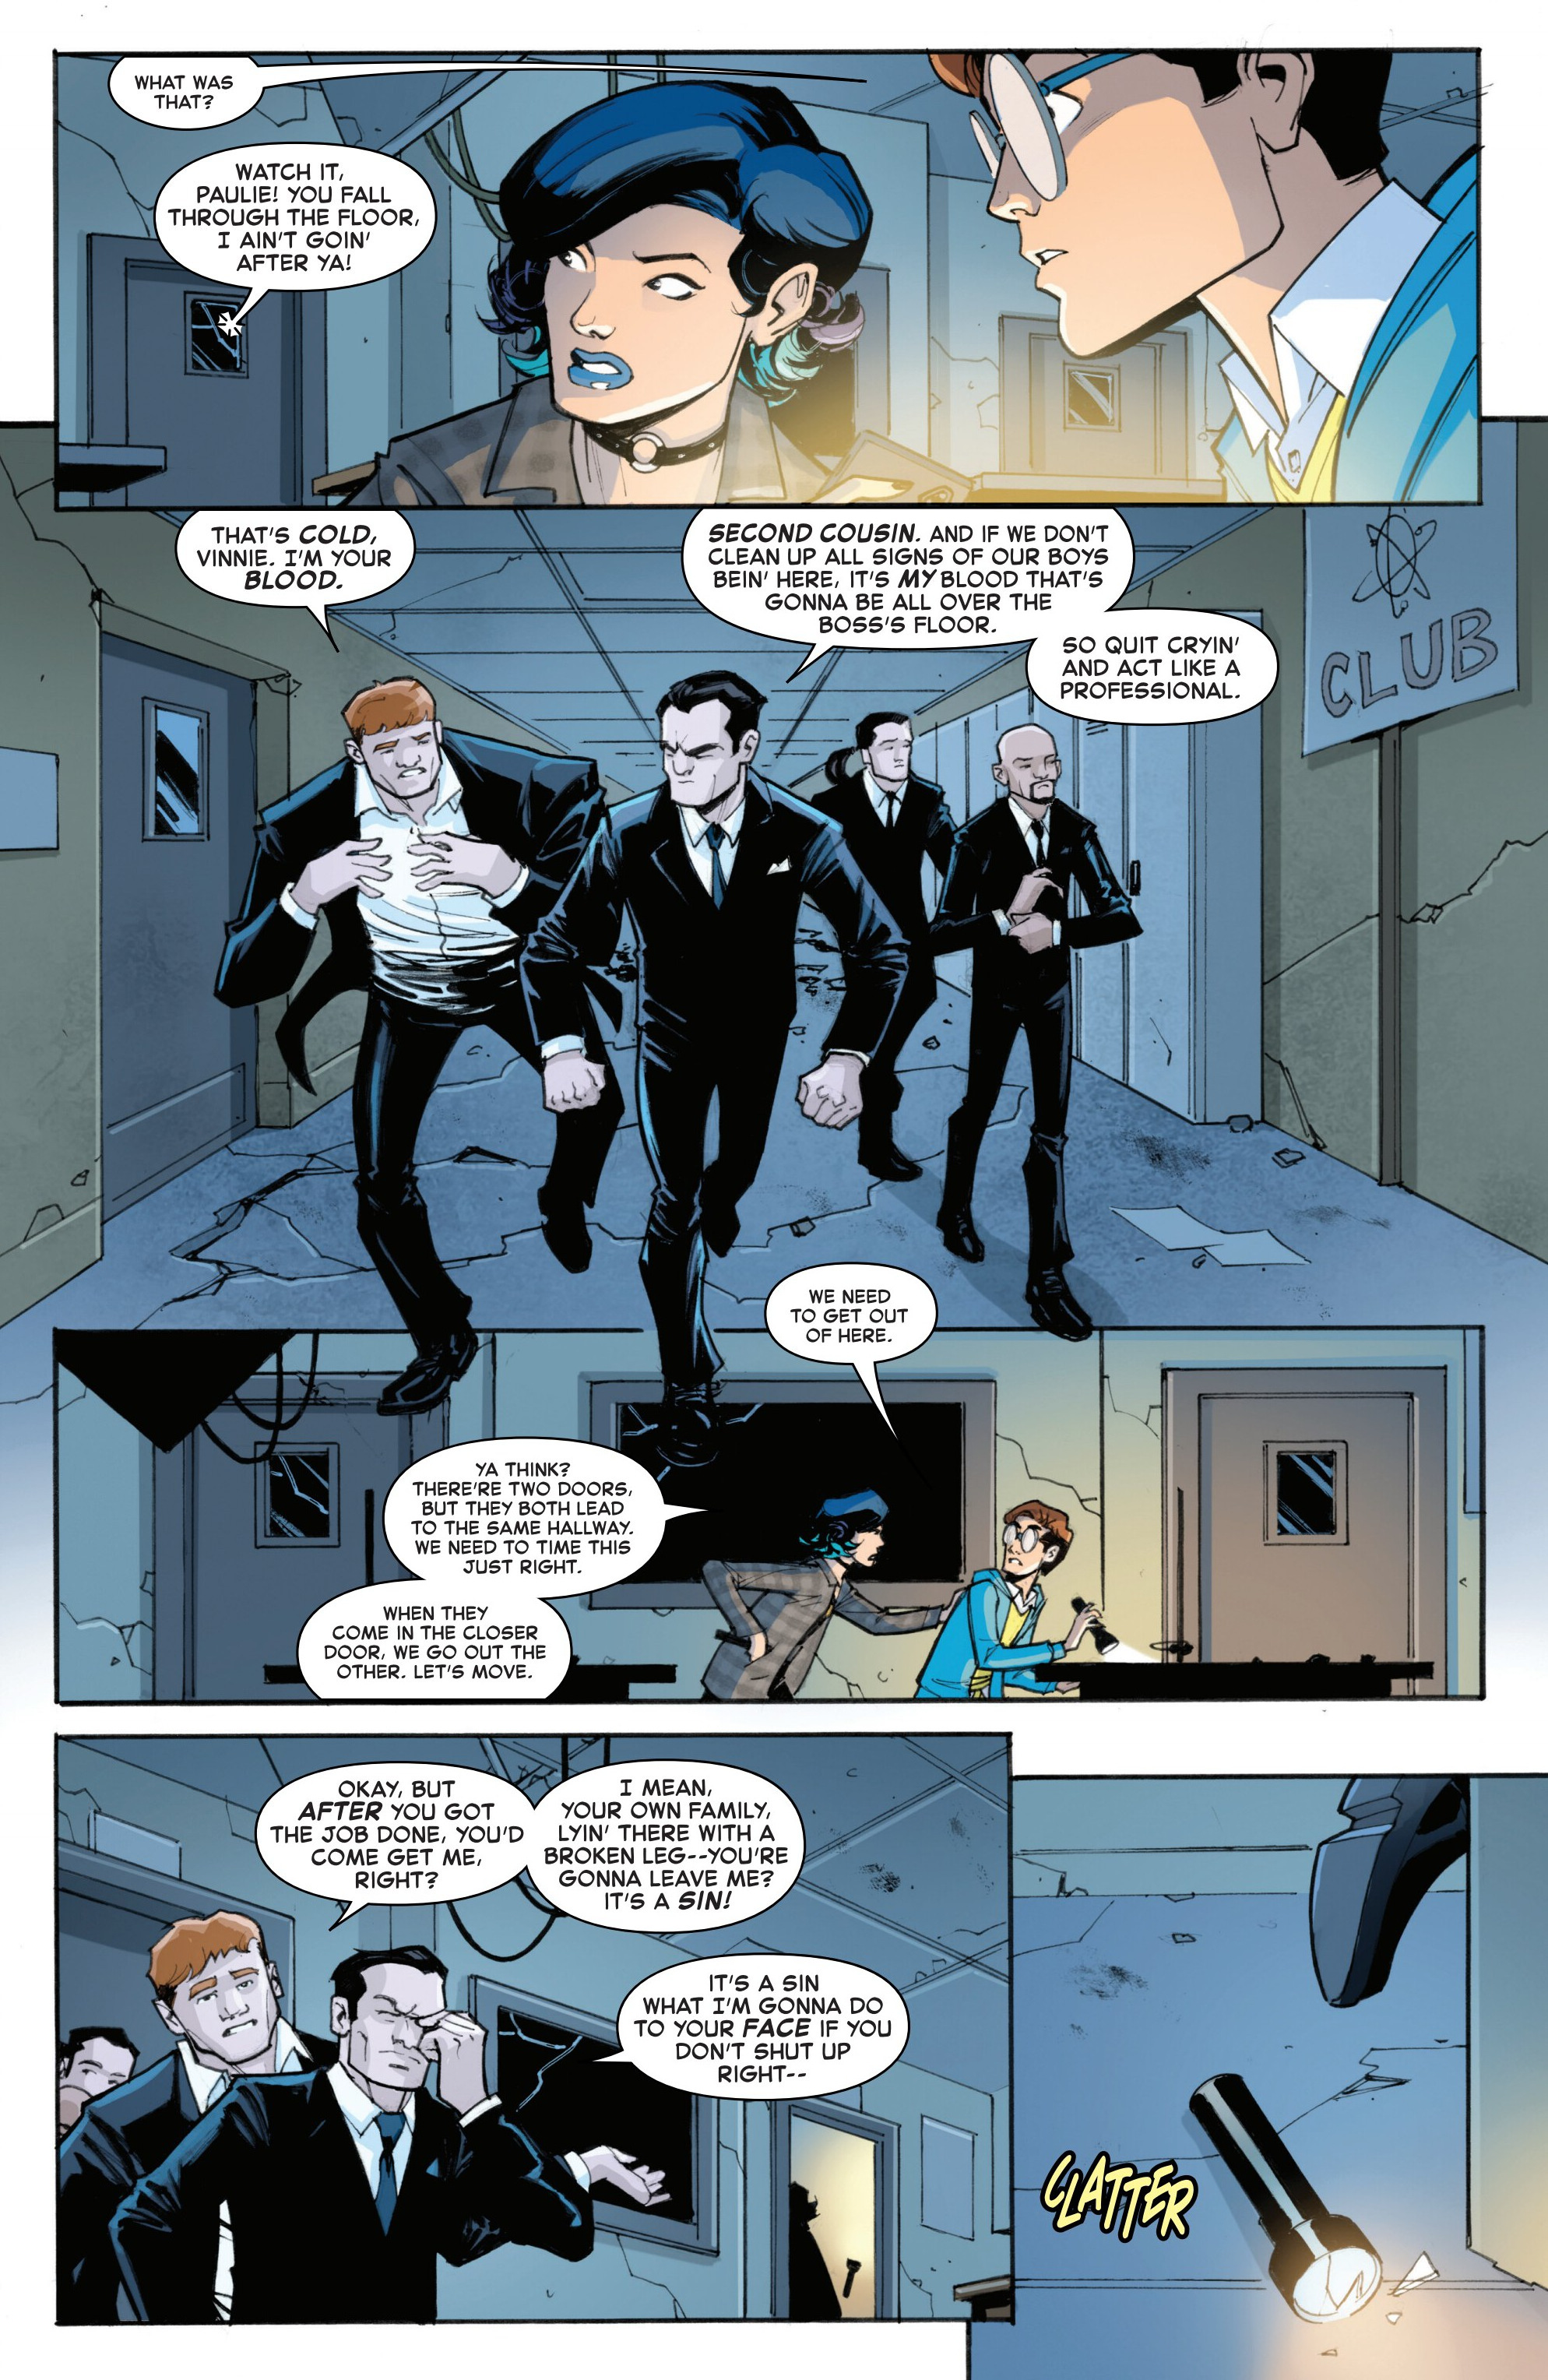 WHAT WAS
THAT?
WATCH IT,
PAULIE! YOU FALL
THROUGH THE FLOOR,
I AIN'T GOIN'
AFTER YA!
THAT'S COLD,
VINNIE. I'M YOUR
BLOOD.
SECOND COUSIN. AND IF WE DON'T
CLEAN UP ALL SIGNS OF OUR BOYS
BEIN' HERE, IT'S MY BLOOD THAT'S
GONNA BE ALL OVER THE
BOSS'S FLOOR.
SO QUIT CRYIN'
AND ACT LIKE A
PROFESSIONAL.
CLUB
WE NEED
TO GET OUT
OF HERE.
YA THINK?
THERE'RE TWO DOORS,
BUT THEY BOTH LEAD
TO THE SAME HALLWAY.
WE NEED TO TIME THIS
JUST RIGHT.
WHEN THEY
COME IN THE CLOSER
DOOR, WE GO OUT THE
OTHER. LET'S MOVE.
OKAY, BUT
AFTER YOU GOT
THE JOB DONE, YOU'D
COME GET ME,
RIGHT?
I MEAN,
YOUR OWN FAMILY,
LYIN' THERE WITH A
BROKEN LEG--YOU'RE
GONNA LEAVE ME?
IT'S A SIN!
IT'S A SIN
WHAT I'M GONNA DO
TO YOUR FACE IF YOU
DON'T SHUT UP
RIGHT--
CLATTER